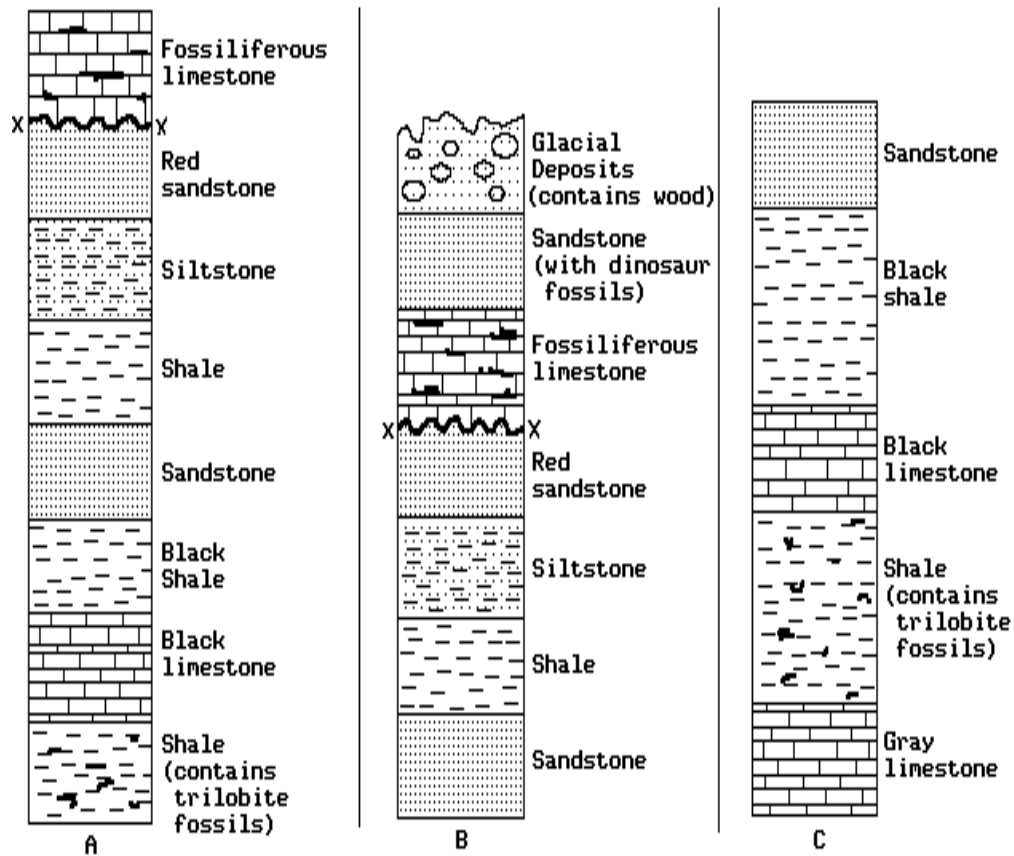 Fossiliferous
limestone
X X
Red
sandstone
Siltstone
Shale
Sandstone
Black
Shale
Black
limestone
Shale
(contains
trilobite
fossils)
A
Glacial
Deposits
(contains wood)
Sandstone
(with dinosaur
fossils)
Fossiliferous
limestone
X X
Red
sandstone
Siltstone
Shale
Sandstone
B
Sandstone
Black
shale
Black
limestone
Shale
(contains
trilobite
fossils)
Gray
limestone
C